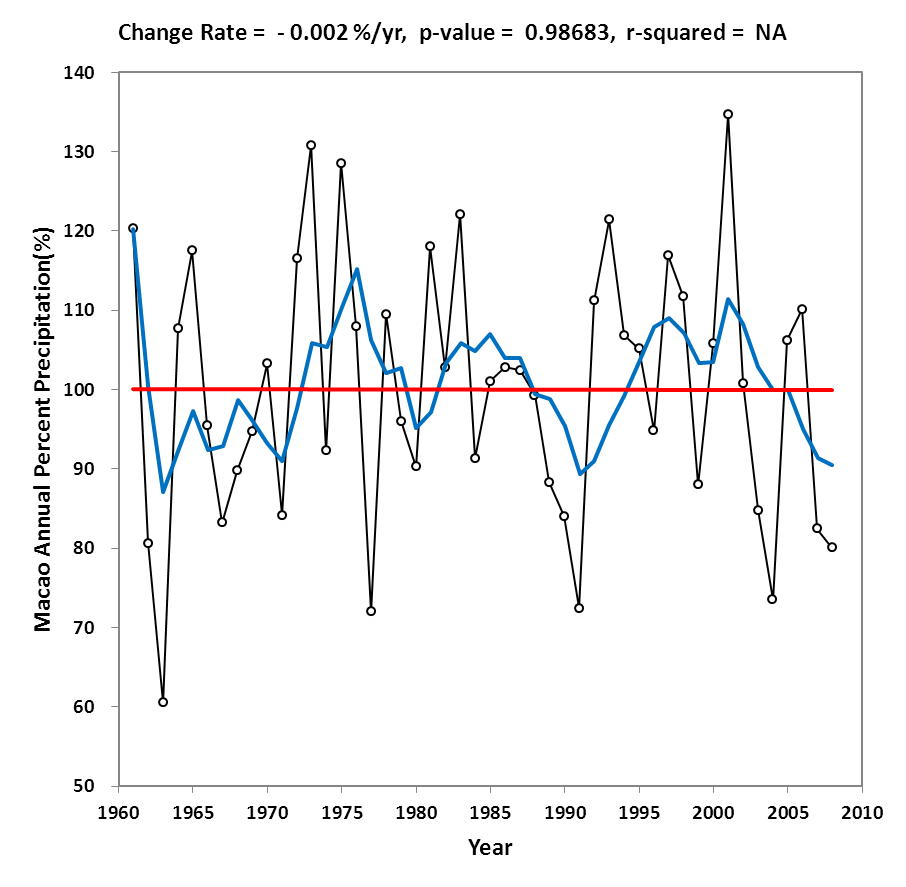 Change Rate = - 0.002 %/yr, p-value = 0.98683, r-squared = NA
140
130
120
110
100
90
80
70
60
50
Macao Annual Percent Precipitation(%)
1960 1965 1970 1975 1980 1985 1990 1995 2000 2005 2010
Year